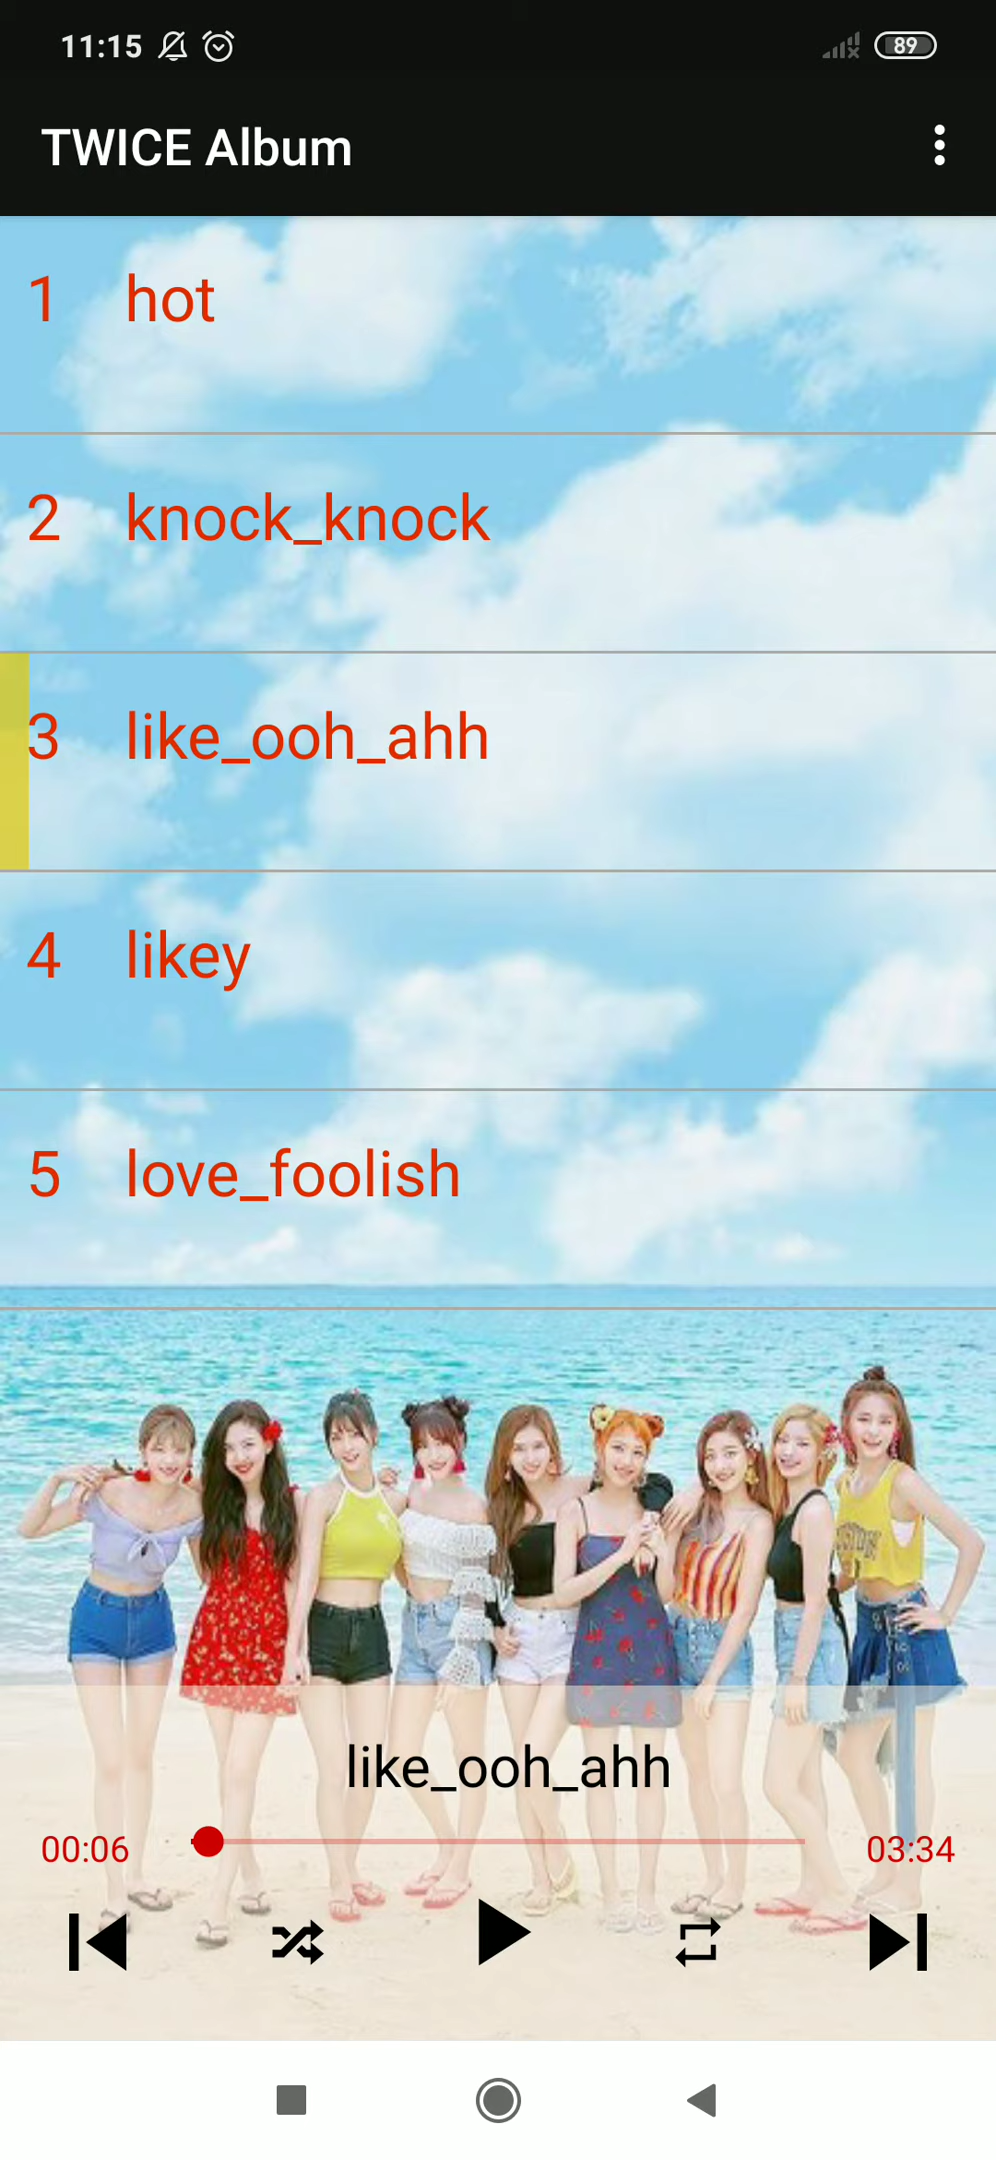 11:15 89
TWICE Album
1 hot
2 knock_knock
3 like_ooh_ahh
4 likey
5 love_foolish
like_ooh_ahh
00:06 03:34